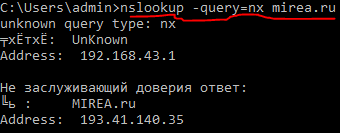 C:\Users\admin>nslookup -query=nx mirea.ru
unknown query type: nx
╤хЁтхЁ:  UnKnown
Address:  192.168.43.1
Не заслуживающий доверия ответ:
╚ь :     MIREA.ru
Address:  193.41.140.35